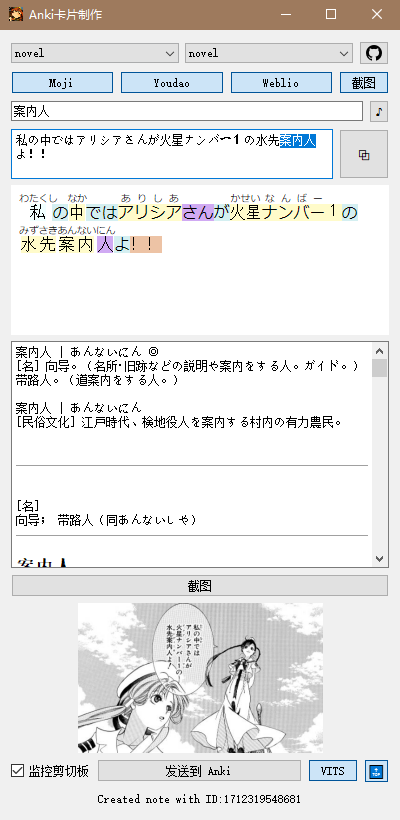 Anki卡片制作
novel novel
Moji Youdao Weblio 截图
案内人 ♪
私の中ではアリシアさんが火星ナンバー１の水先案内人
よ！！
わたくし なか ありしあ かせい なんばー
私の中ではアリシアさんが火星ナンバー１の
みずさきあんないにん
水先案内人よ！！
案内人 | あんないにん ◎
[名] 向导。（名所･旧跡などの説明や案内をする人。ガイド。）
带路人。（道案内をする人。）
案内人 | あんないにん
[民俗文化] 江戸時代、検地役人を案内する村内の有力農民。
[名]
向导； 带路人（同あんないしや）
案内人
截图
私の中では
アリシアさんが
火星ナンバー1の
水先案内人よ！
监控剪切板 发送到 Anki VITS TOP
Created note with ID:1712319548681